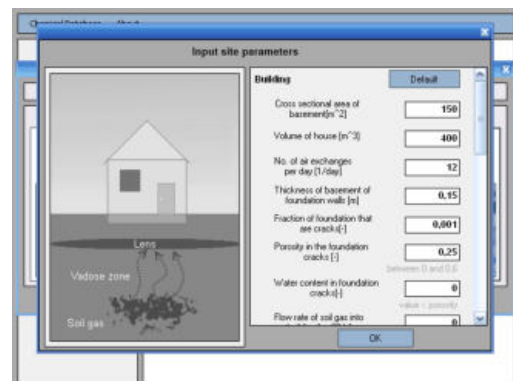 Chemical Database About
Input site parameters
Building:
Default
Cross sectional area of
basement[m^2]
150
Volume of house [m^3]
400
No. of air exchanges
per day [1/day]
12
Thickness of basement of
foundation walls [m]
0,15
Fraction of foundation that
are cracks[-]
0,001
Porosity in the foundation
cracks [-]
0,25
between 0 and 0.6
Water content in foundation
cracks[-]
0
value < porosity
Flow rate of soil gas into
0
Lens
Vadose zone
Soil gas
OK